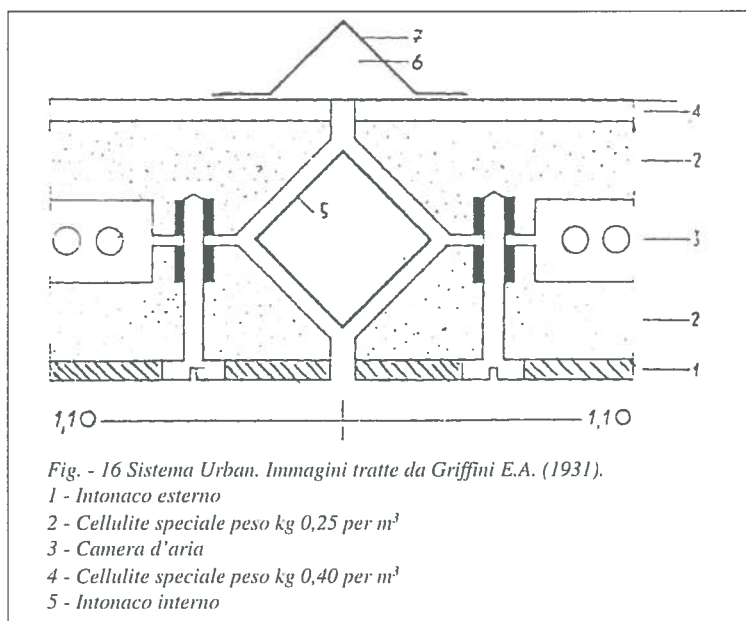 7
6
4
2
5
3
2
1
1,10 1,10
Fig. - 16 Sistema Urban. Immagini tratte da Griffini E.A. (1931).
1 - Intonaco esterno
2 - Cellulite speciale peso kg 0,25 per m³
3 - Camera d'aria
4 - Cellulite speciale peso kg 0,40 per m³
5 - Intonaco interno